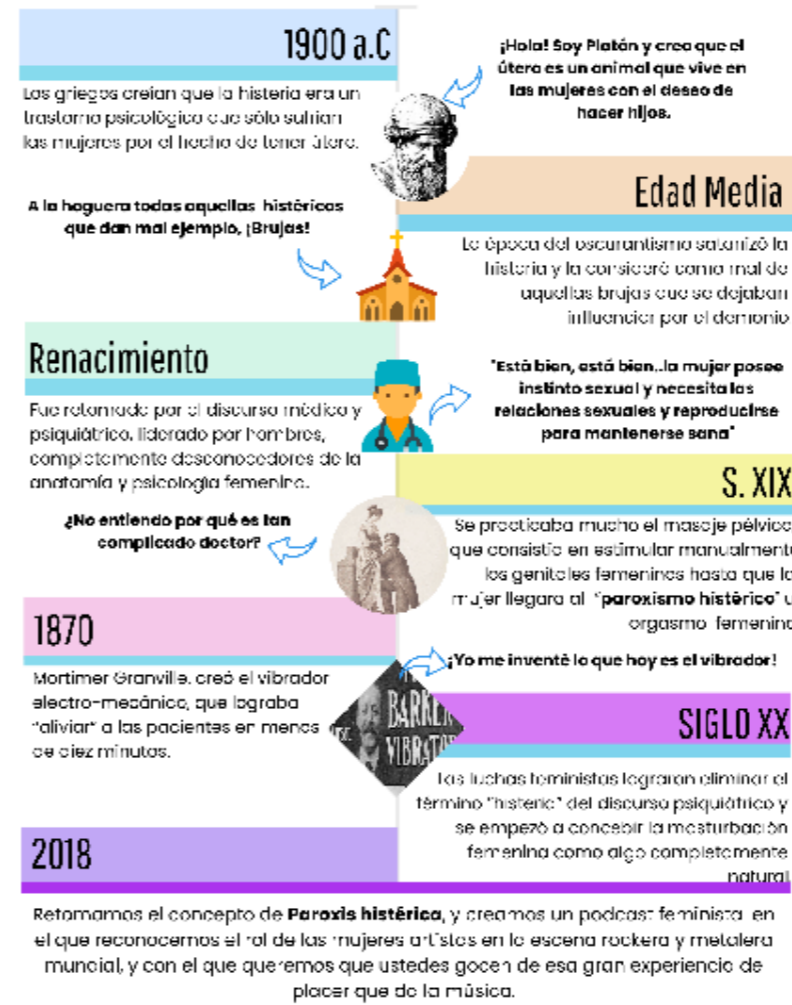 1900 a.C
¡Hola! Soy Platón y creo que el
útero es un animal que vive en
las mujeres con el deseo de
hacer hijos.
Los griegos creían que la histeria era un
trastorno psicológico que sólo sufrían
las mujeres por el hecho de tener útero.
Edad Media
A la hoguera todas aquellas histéricas
que dan mal ejemplo, ¡Brujas!
La época del oscurantismo satanizó la
histeria y la consideró como mal de
aquellas brujas que se dejaban
influenciar por el demonio
Renacimiento
"Está bien, está bien..la mujer posee
instinto sexual y necesita las
relaciones sexuales y reproducirse
para mantenerse sana"
Fue retomada por el discurso médico y
psiquiátrico, liderado por hombres,
completamente desconocedores de la
anatomía y psicología femenina.
S. XIX
¿No entiendo por qué es tan
complicado doctor?
Se practicaba mucho el masaje pélvico
que consistía en estimular manualment
los genitales femeninos hasta que la
mujer llegara al "paroxismo histérico" u
orgasmo femenino
1870
¡Yo me inventé lo que hoy es el vibrador!
Mortimer Granville, creó el vibrador
electro-mecánico, que lograba
"aliviar" a las pacientes en menos
de diez minutos.
BARKE
VIBRATO
SIGLO XX
Las luchas feministas lograron eliminar el
término "histeria" del discurso psiquiátrico y
se empezó a concebir la masturbación
femenina como algo completamente
natural
2018
Retomamos el concepto de Paroxis histérica, y creamos un podcast feminista en
el que reconocemos el rol de las mujeres artistas en la escena rockera y metalera
mundial, y con el que queremos que ustedes gocen de esa gran experiencia de
placer que da la música.